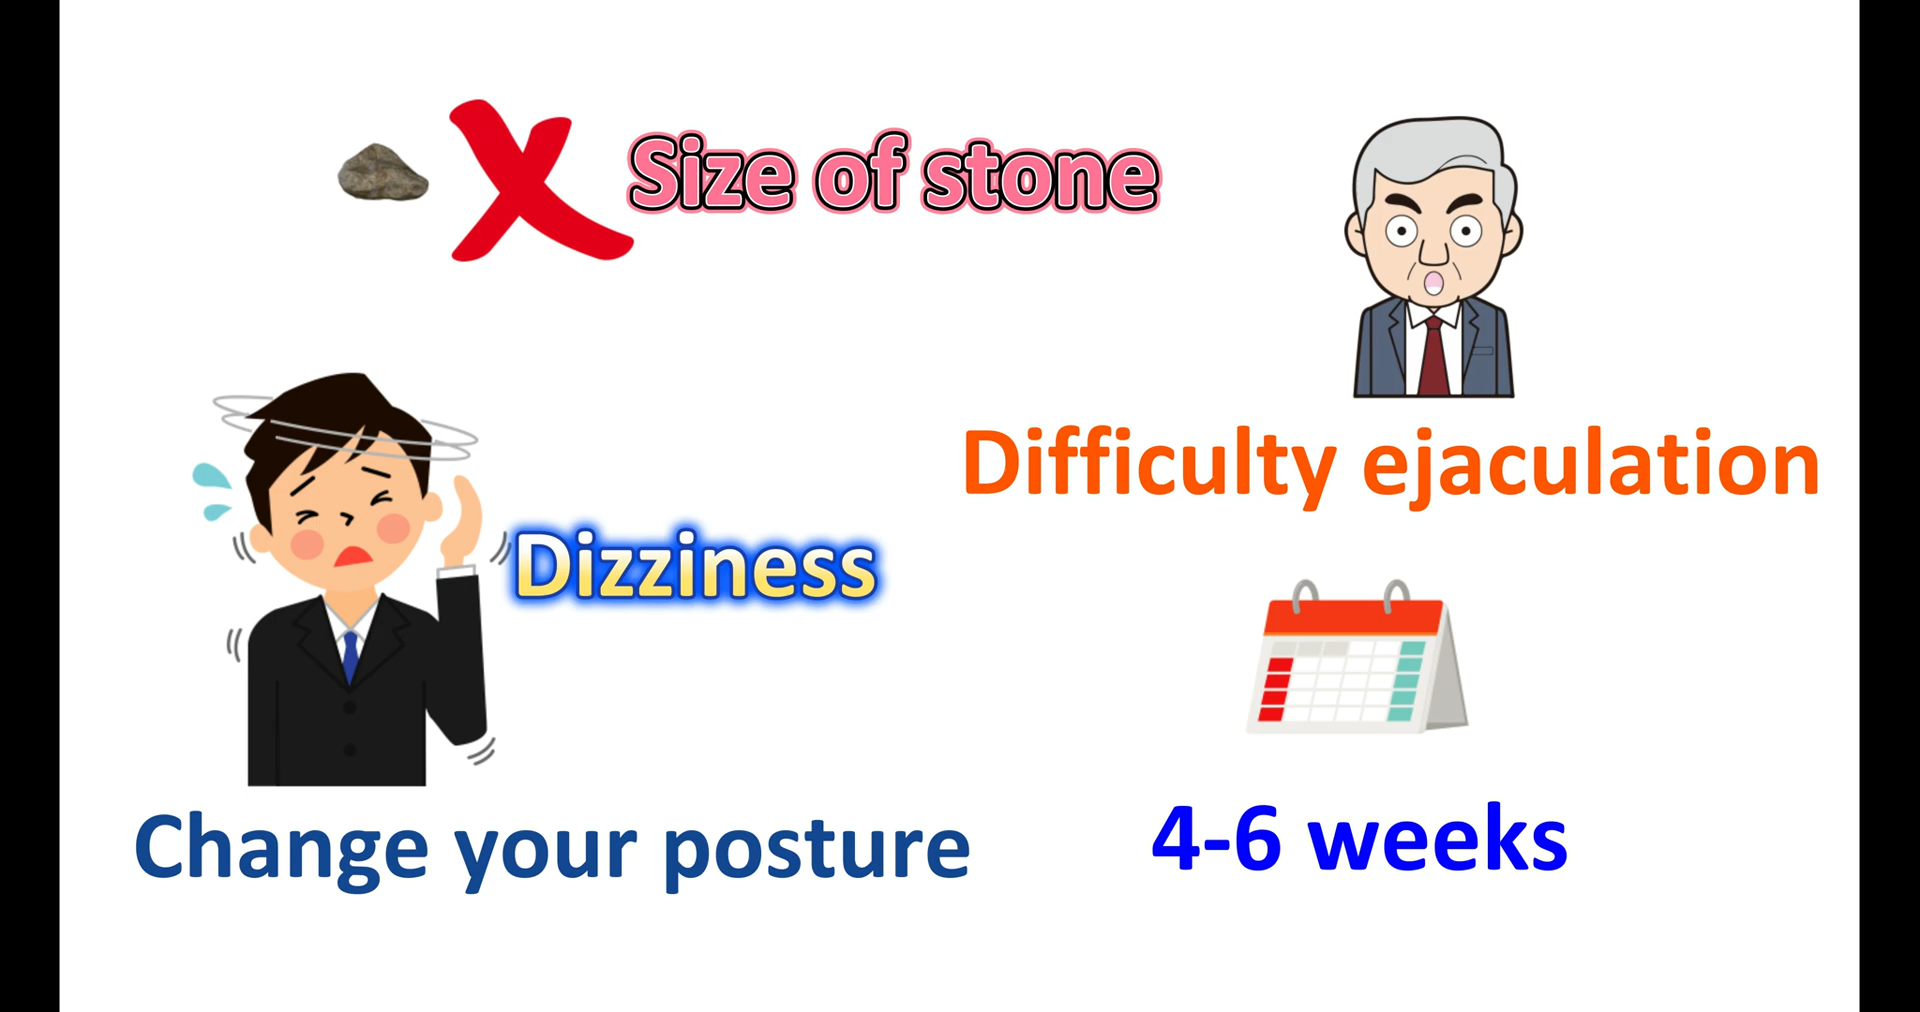 Size of stone
Difficulty ejaculation
Dizziness
Change your posture
4-6 weeks